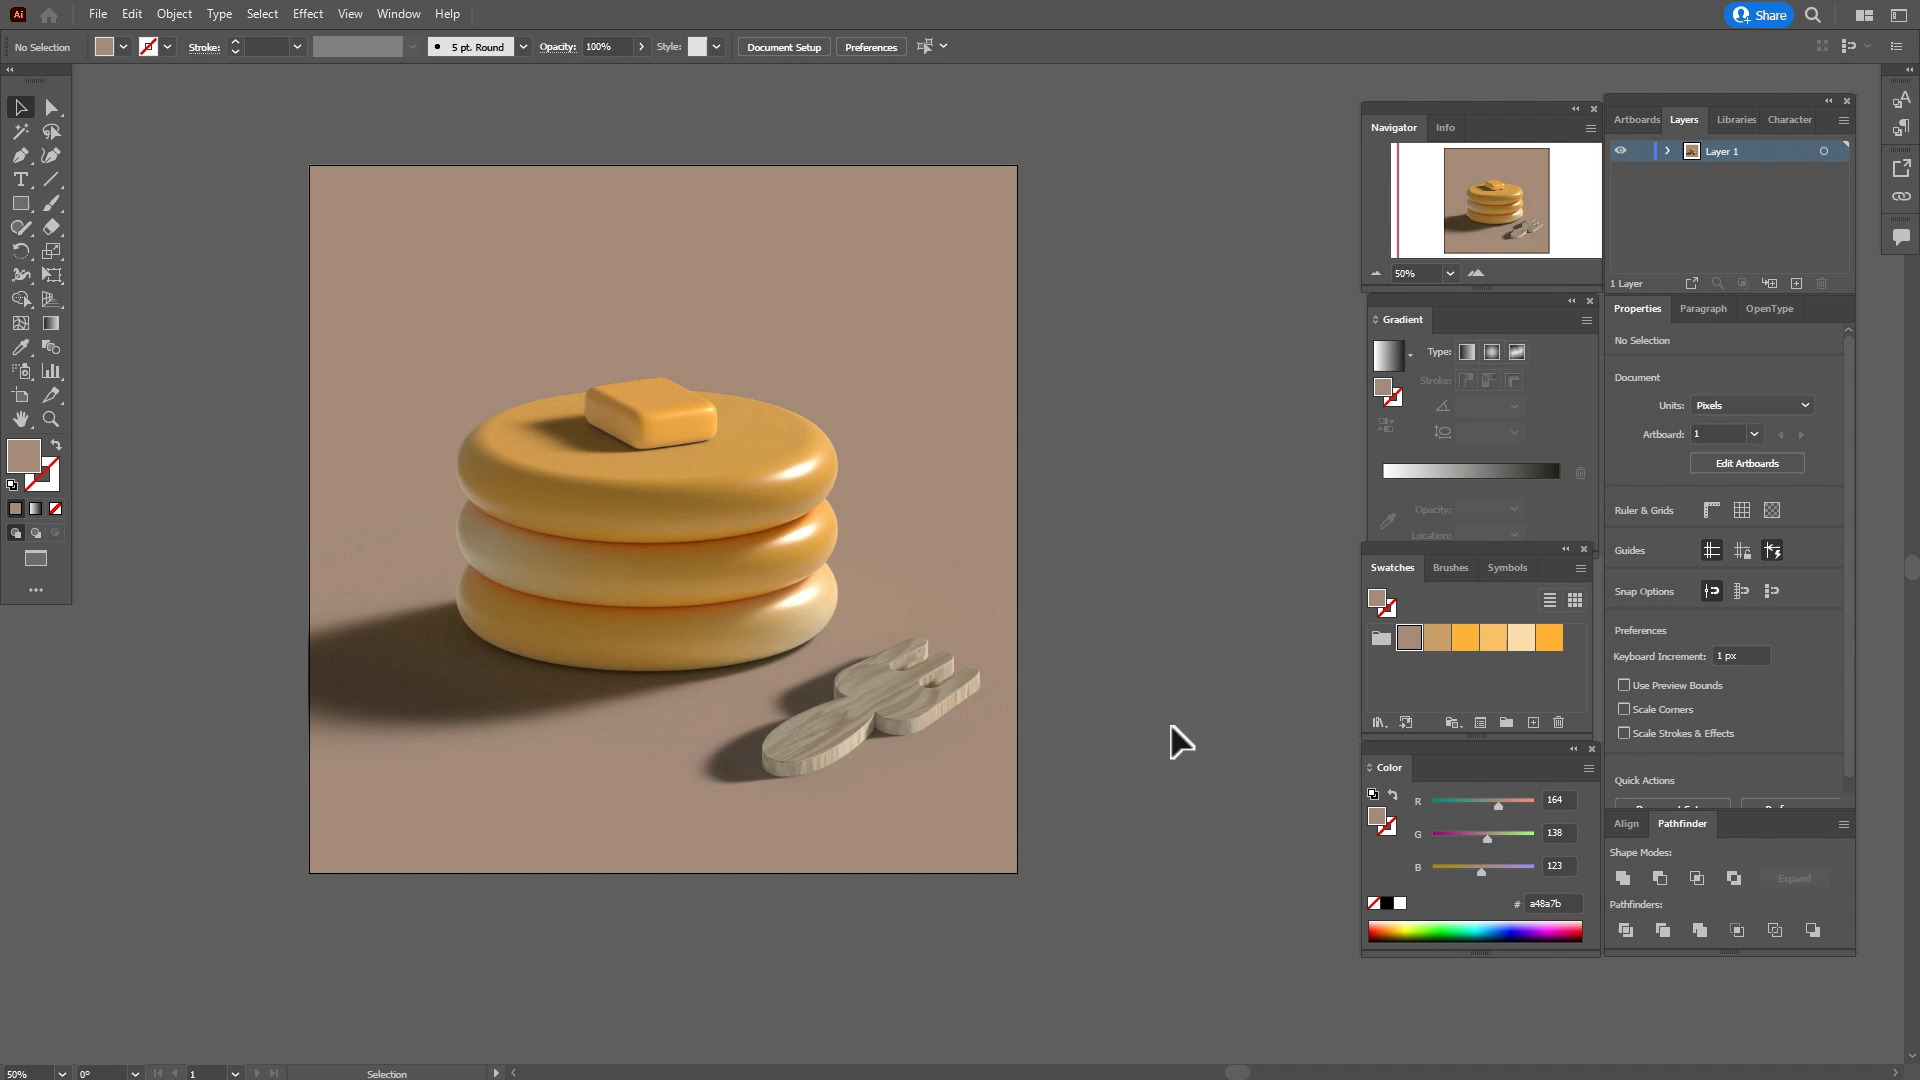 Ai File Edit Object Type Select Effect View Window Help Share
No Selection Stroke: 5 pt. Round Opacity: 100% Style: Document Setup Preferences
Navigator Info
50%
Artboards Layers Libraries Character
Layer 1
1 Layer
Gradient
Type:
Stroke:
Opacity:
Location:
Swatches Brushes Symbols
Color
R 164
G 138
B 123
# a48a7b
Properties Paragraph OpenType
No Selection
Document
Units: Pixels
Artboard: 1
Edit Artboards
Ruler & Grids
Guides
Snap Options
Preferences
Keyboard Increment: 1 px
Use Preview Bounds
Scale Corners
Scale Strokes & Effects
Quick Actions
Align Pathfinder
Shape Modes:
Expand
Pathfinders:
50% 0° 1 Selection